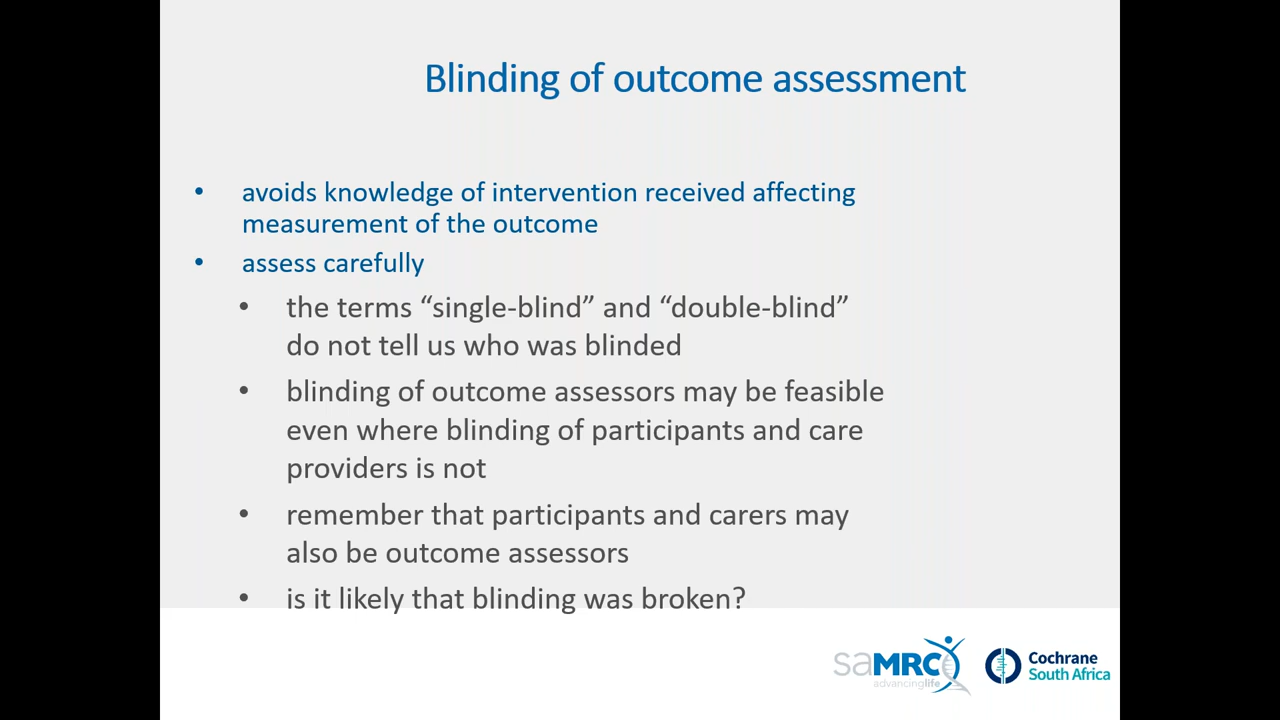 Blinding of outcome assessment
• avoids knowledge of intervention received affecting
measurement of the outcome
• assess carefully
• the terms “single-blind” and “double-blind”
do not tell us who was blinded
• blinding of outcome assessors may be feasible
even where blinding of participants and care
providers is not
• remember that participants and carers may
also be outcome assessors
• is it likely that blinding was broken?
saMRC
advancinglife
Cochrane
South Africa